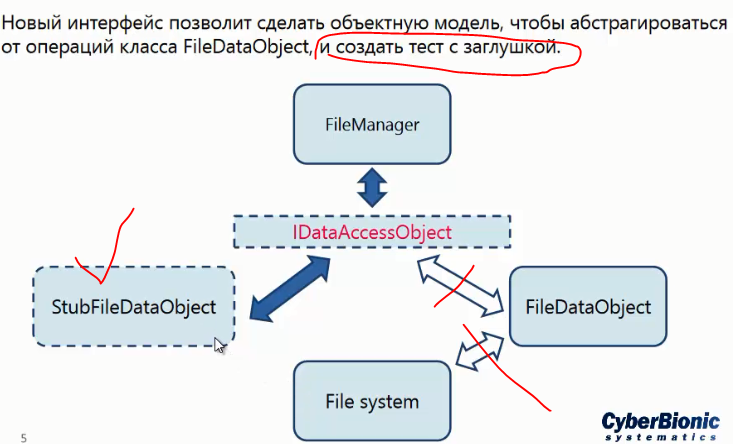 Новый интерфейс позволит сделать объектную модель, чтобы абстрагироваться
от операций класса FileDataObject, и создать тест с заглушкой.
FileManager
IDataAccessObject
StubFileDataObject
FileDataObject
File system
5
CyberBionic
systematics